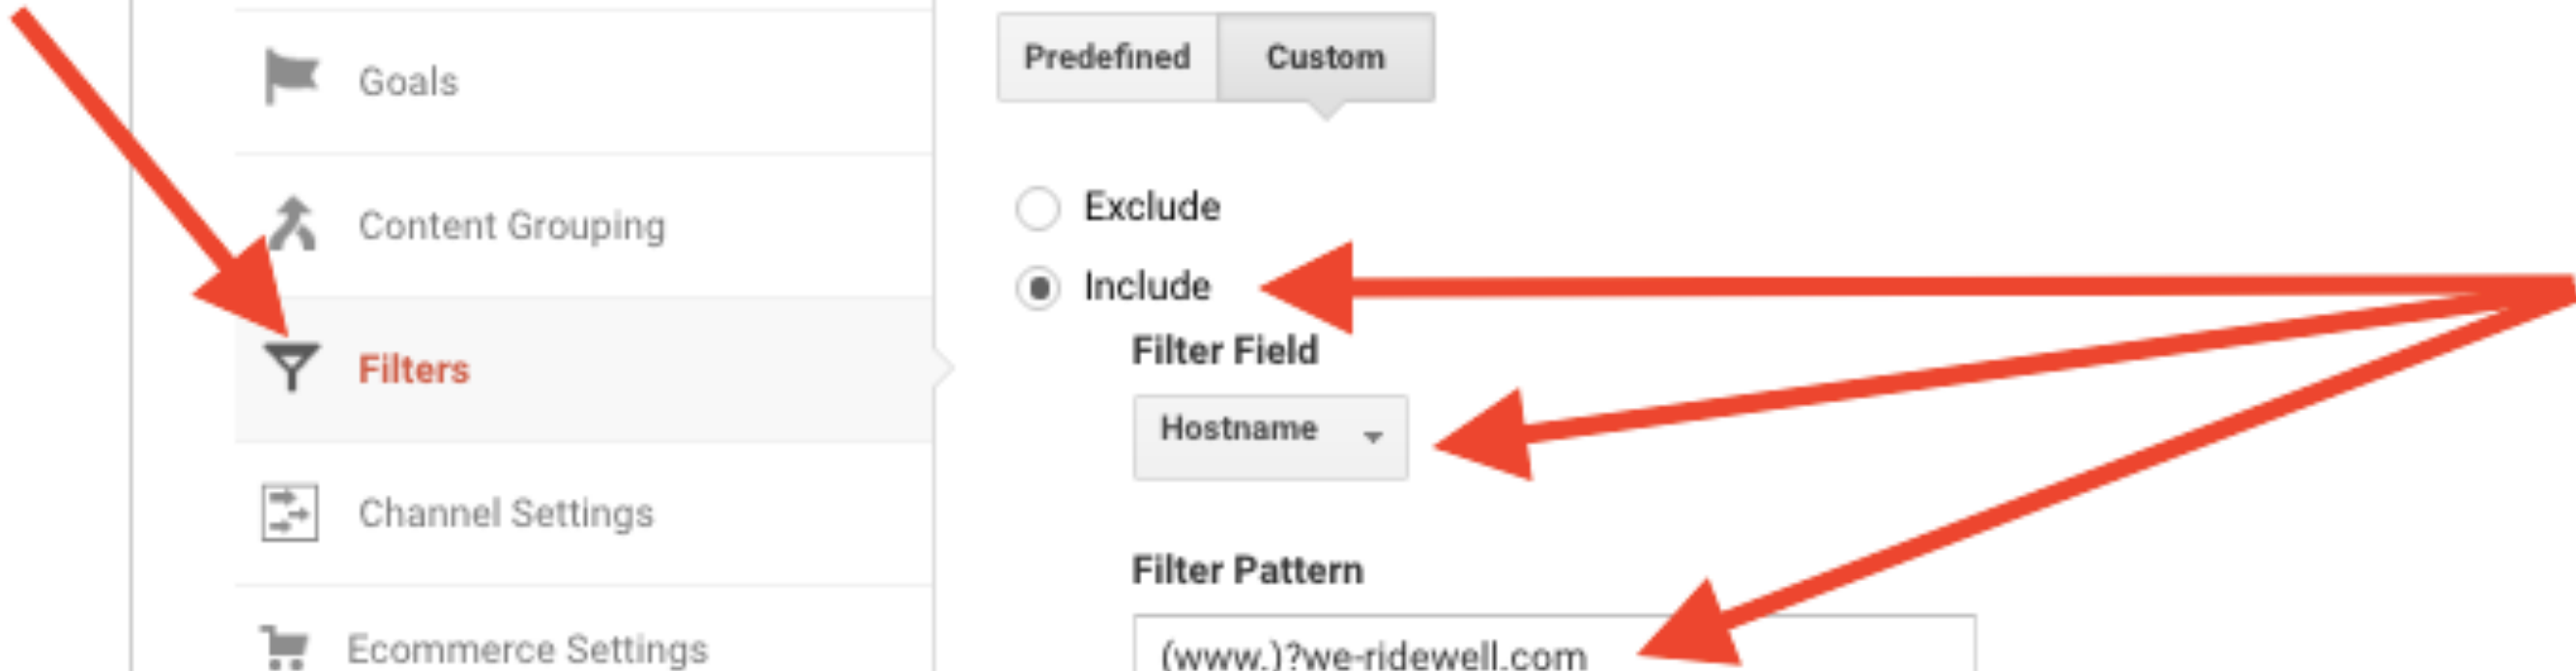 Goals
Content Grouping
Filters
Channel Settings
Ecommerce Settings
Predefined
Custom
Exclude
Include
Filter Field
Hostname
Filter Pattern
(www.)?we-ridewell.com